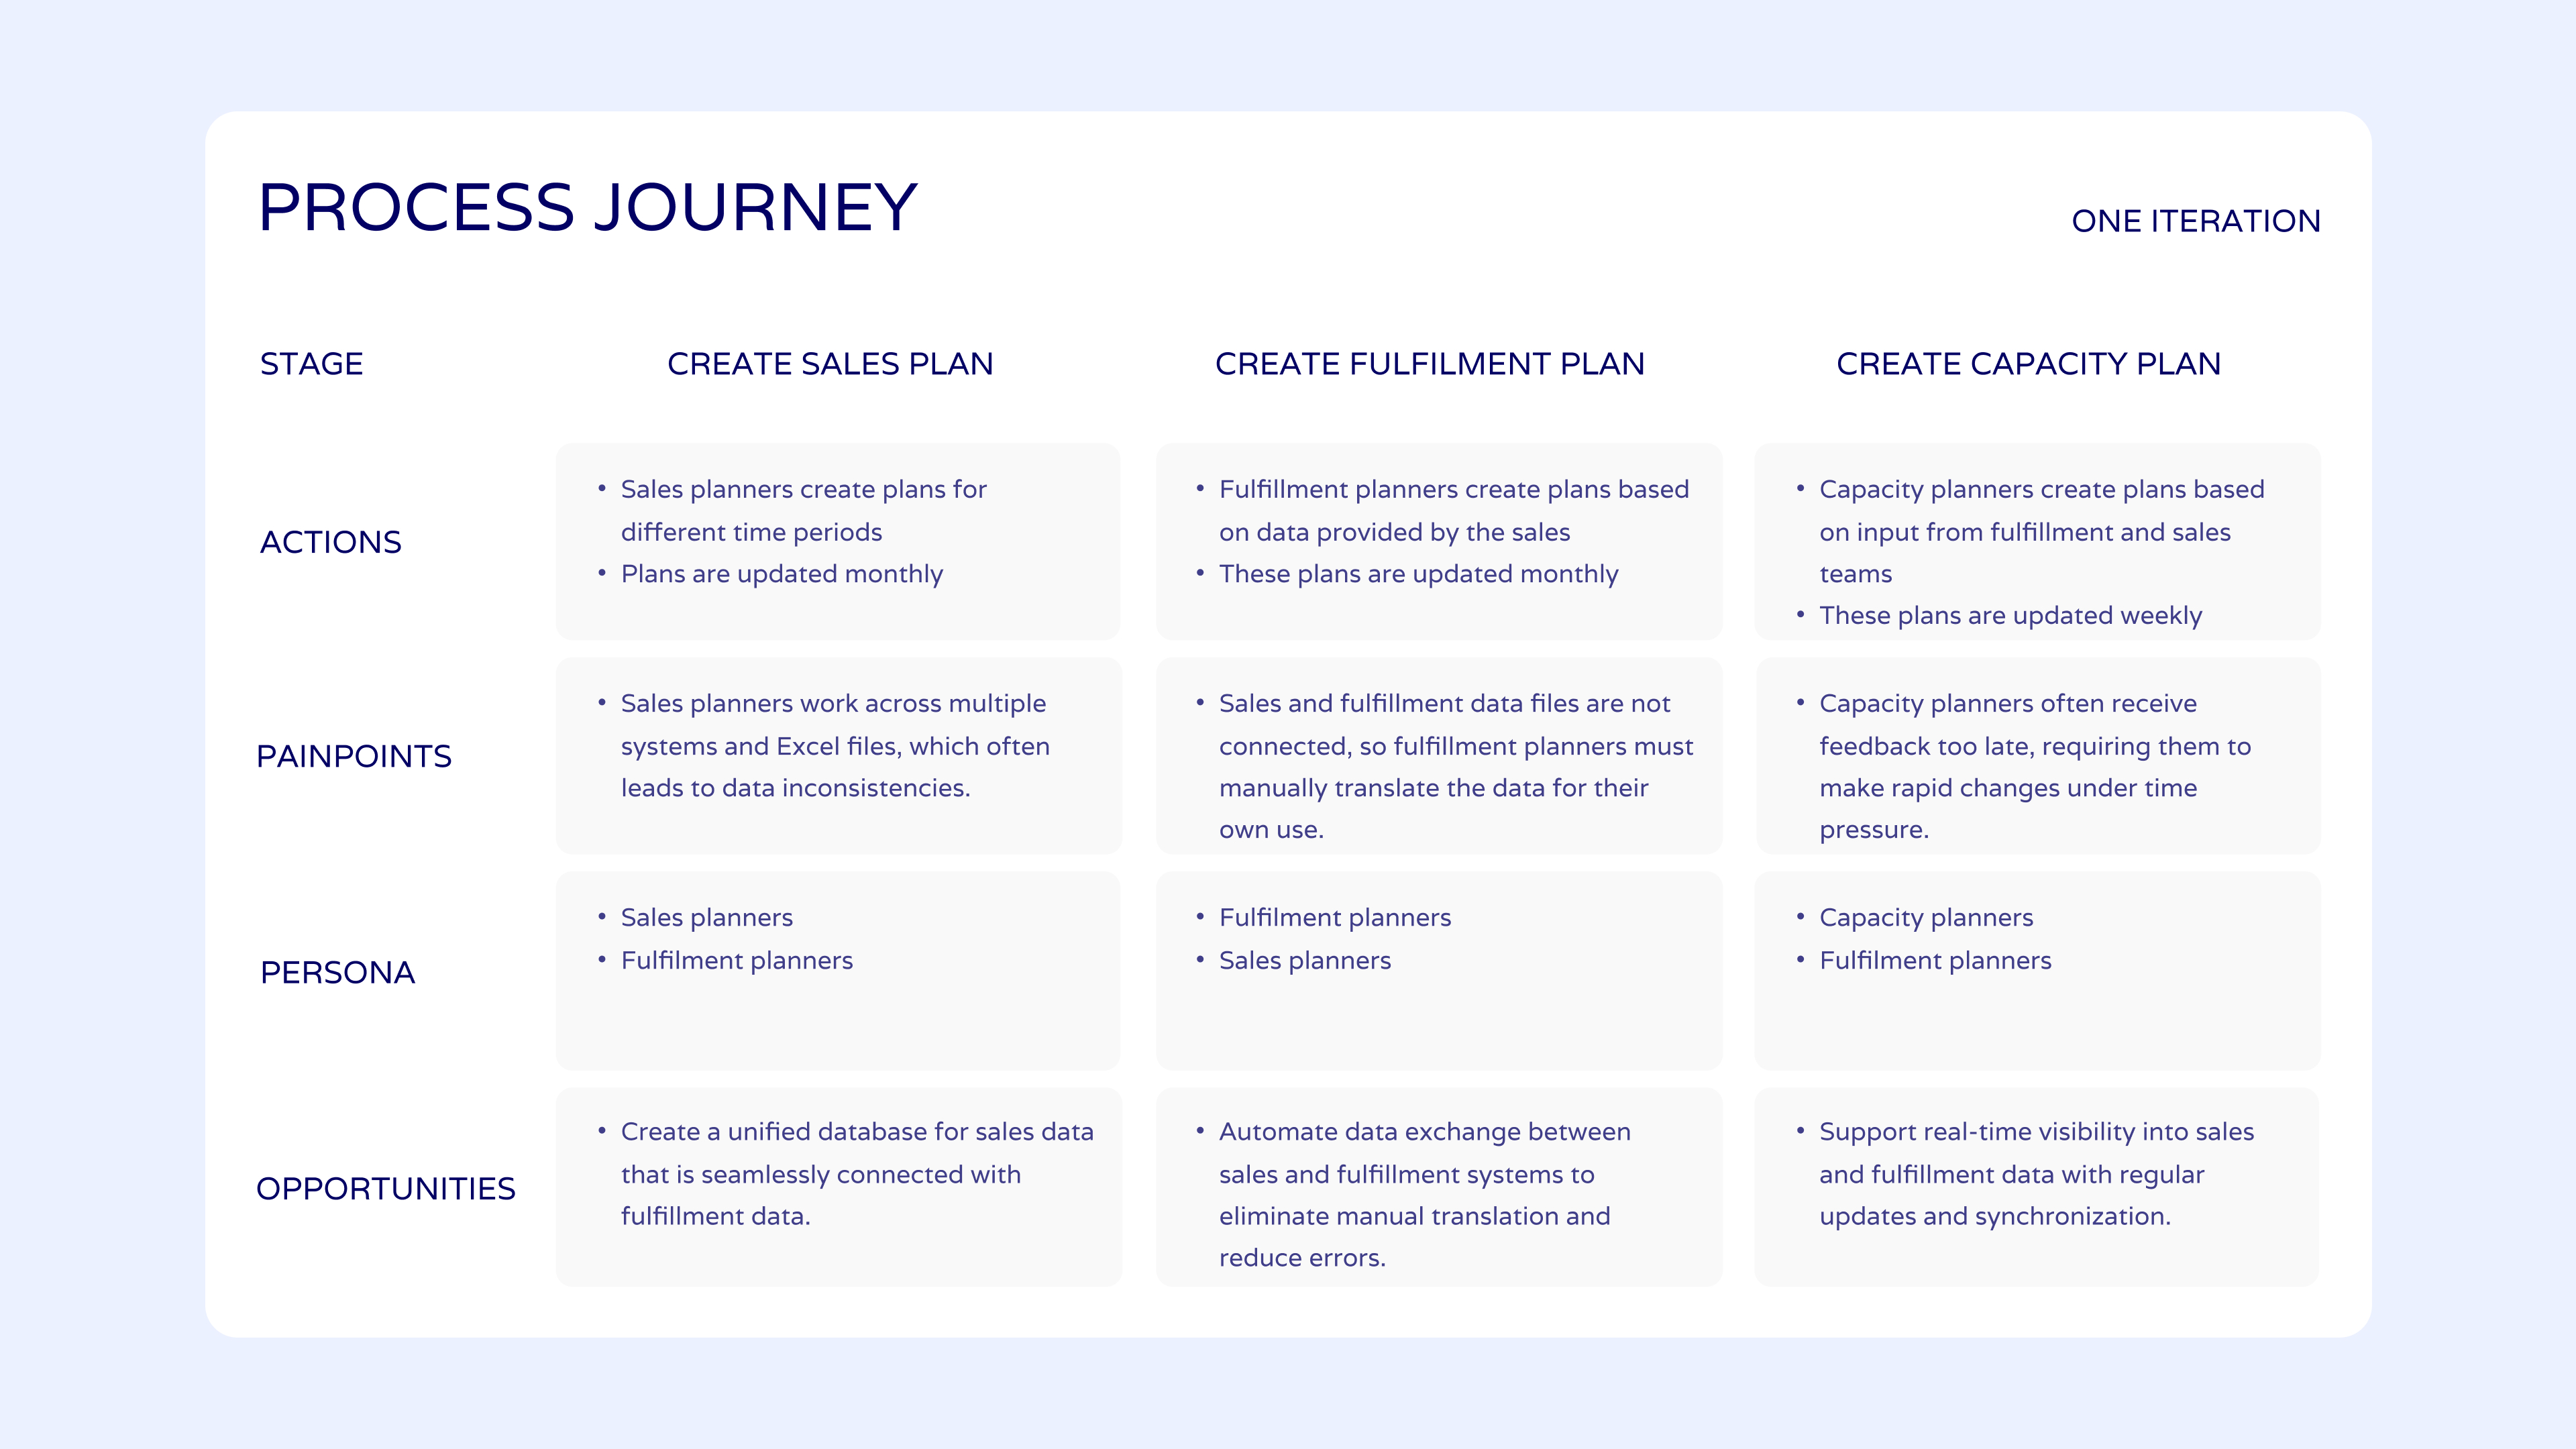 PROCESS JOURNEY
ONE ITERATION
STAGE
CREATE SALES PLAN
CREATE FULFILMENT PLAN
CREATE CAPACITY PLAN
ACTIONS
• Sales planners create plans for
different time periods
• Plans are updated monthly
• Fulfillment planners create plans based
on data provided by the sales
• These plans are updated monthly
• Capacity planners create plans based
on input from fulfillment and sales
teams
• These plans are updated weekly
PAINPOINTS
• Sales planners work across multiple
systems and Excel files, which often
leads to data inconsistencies.
• Sales and fulfillment data files are not
connected, so fulfillment planners must
manually translate the data for their
own use.
• Capacity planners often receive
feedback too late, requiring them to
make rapid changes under time
pressure.
PERSONA
• Sales planners
• Fulfilment planners
• Fulfilment planners
• Sales planners
• Capacity planners
• Fulfilment planners
OPPORTUNITIES
• Create a unified database for sales data
that is seamlessly connected with
fulfillment data.
• Automate data exchange between
sales and fulfillment systems to
eliminate manual translation and
reduce errors.
• Support real-time visibility into sales
and fulfillment data with regular
updates and synchronization.